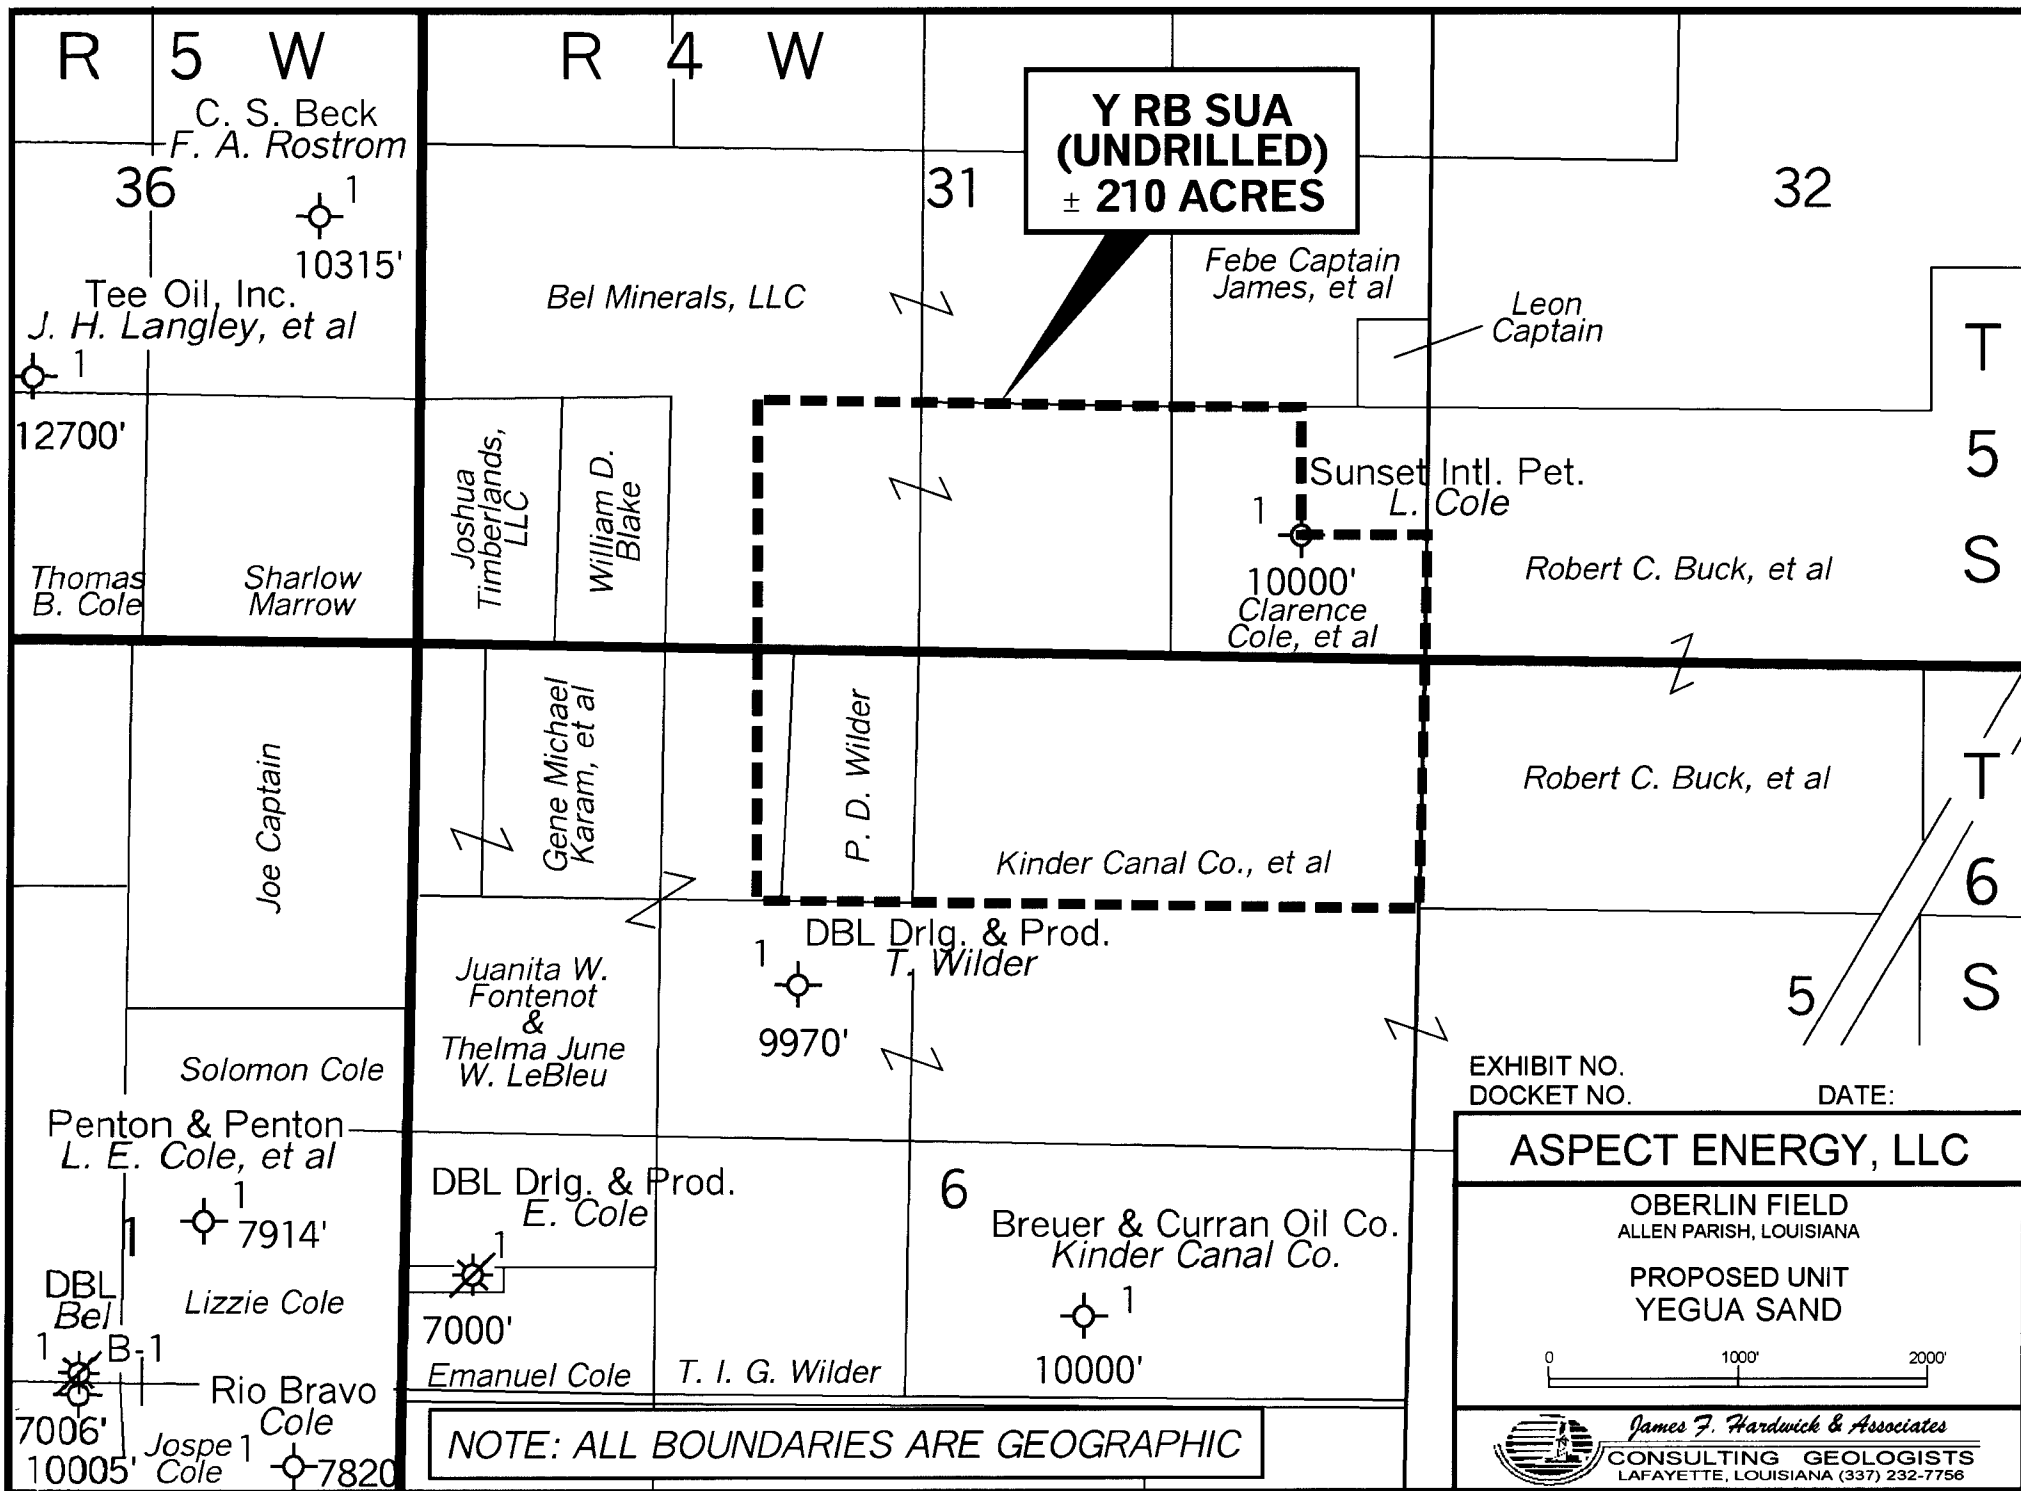 R 5 W
R 4 W
C. S. Beck
F. A. Rostrom
36
1
10315'
Tee Oil, Inc.
J. H. Langley, et al
1
12700'
31
Y RB SUA
(UNDRILLED)
± 210 ACRES
32
Bel Minerals, LLC
Febe Captain
James, et al
Leon
Captain
T
5
S
Joshua
Timberlands,
LLC
William D.
Blake
Sunset Intl. Pet.
L. Cole
1
10000'
Clarence
Cole, et al
Robert C. Buck, et al
Thomas
B. Cole
Sharlow
Marrow
Joe Captain
Gene Michael
Karam, et al
P. D. Wilder
Kinder Canal Co., et al
Robert C. Buck, et al
T
6
S
DBL Drlg. & Prod.
T. Wilder
1
9970'
Juanita W.
Fontenot
&
Thelma June
W. LeBleu
5
Solomon Cole
Penton & Penton
L. E. Cole, et al
1
7914'
1
DBL Drlg. & Prod.
E. Cole
1
7000'
6
Breuer & Curran Oil Co.
Kinder Canal Co.
1
10000'
DBL
Bel
1
B-1
7006'
10005'
Lizzie Cole
Emanuel Cole
T. I. G. Wilder
Rio Bravo
Cole
1
7820
Jospe
Cole
NOTE: ALL BOUNDARIES ARE GEOGRAPHIC
EXHIBIT NO.
DOCKET NO. DATE:
ASPECT ENERGY, LLC
OBERLIN FIELD
ALLEN PARISH, LOUISIANA
PROPOSED UNIT
YEGUA SAND
0 1000' 2000'
James F. Hardwick & Associates
CONSULTING GEOLOGISTS
LAFAYETTE, LOUISIANA (337) 232-7756